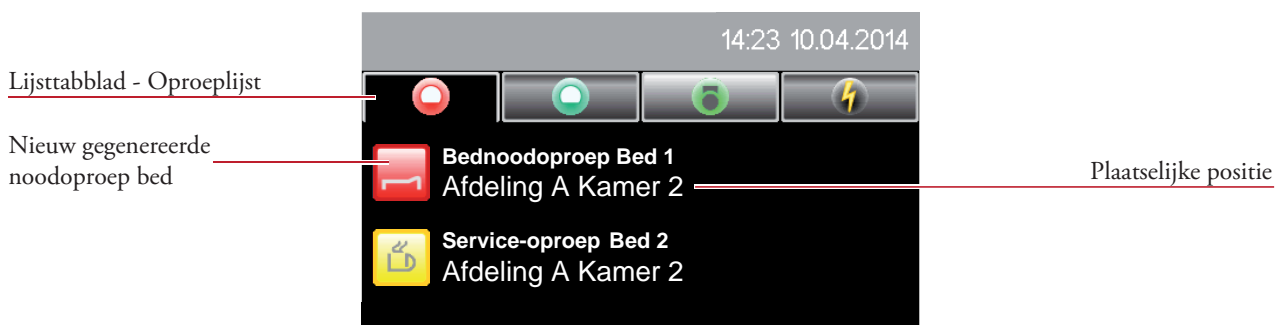 14:23 10.04.2014
Lijsttabblad - Oproeplijst
Nieuw gegenereerde
noodoproep bed
Bednoodoproep Bed 1
Afdeling A Kamer 2
Plaatselijke positie
Service-oproep Bed 2
Afdeling A Kamer 2